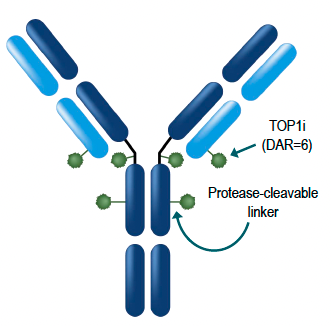 TOP1i
(DAR=6)
Protease-cleavable
linker